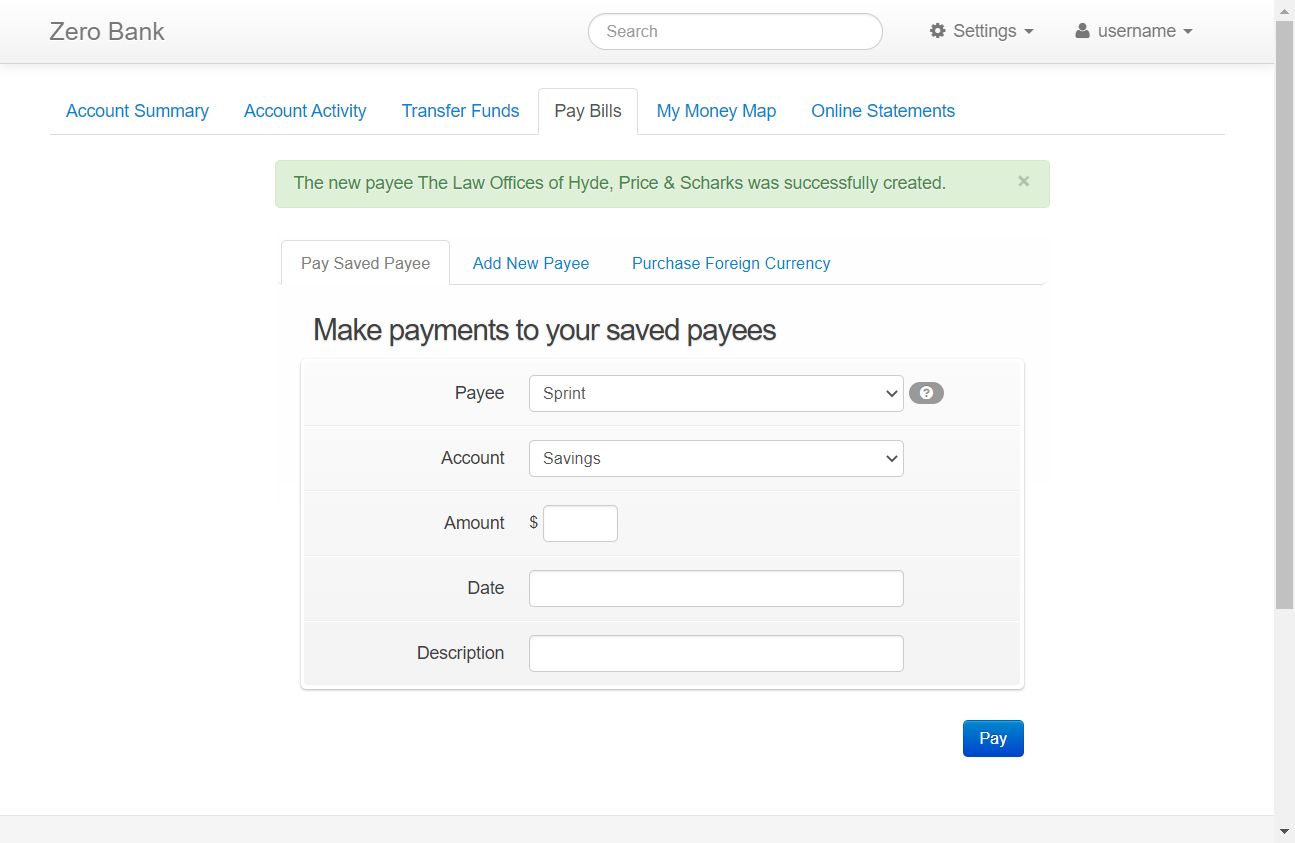 Zero Bank
Search
Settings
username
Account Summary
Account Activity
Transfer Funds
Pay Bills
My Money Map
Online Statements
The new payee The Law Offices of Hyde, Price & Scharks was successfully created.
×
Pay Saved Payee
Add New Payee
Purchase Foreign Currency
Make payments to your saved payees
Payee
Sprint
?
Account
Savings
Amount
$
Date
Description
Pay